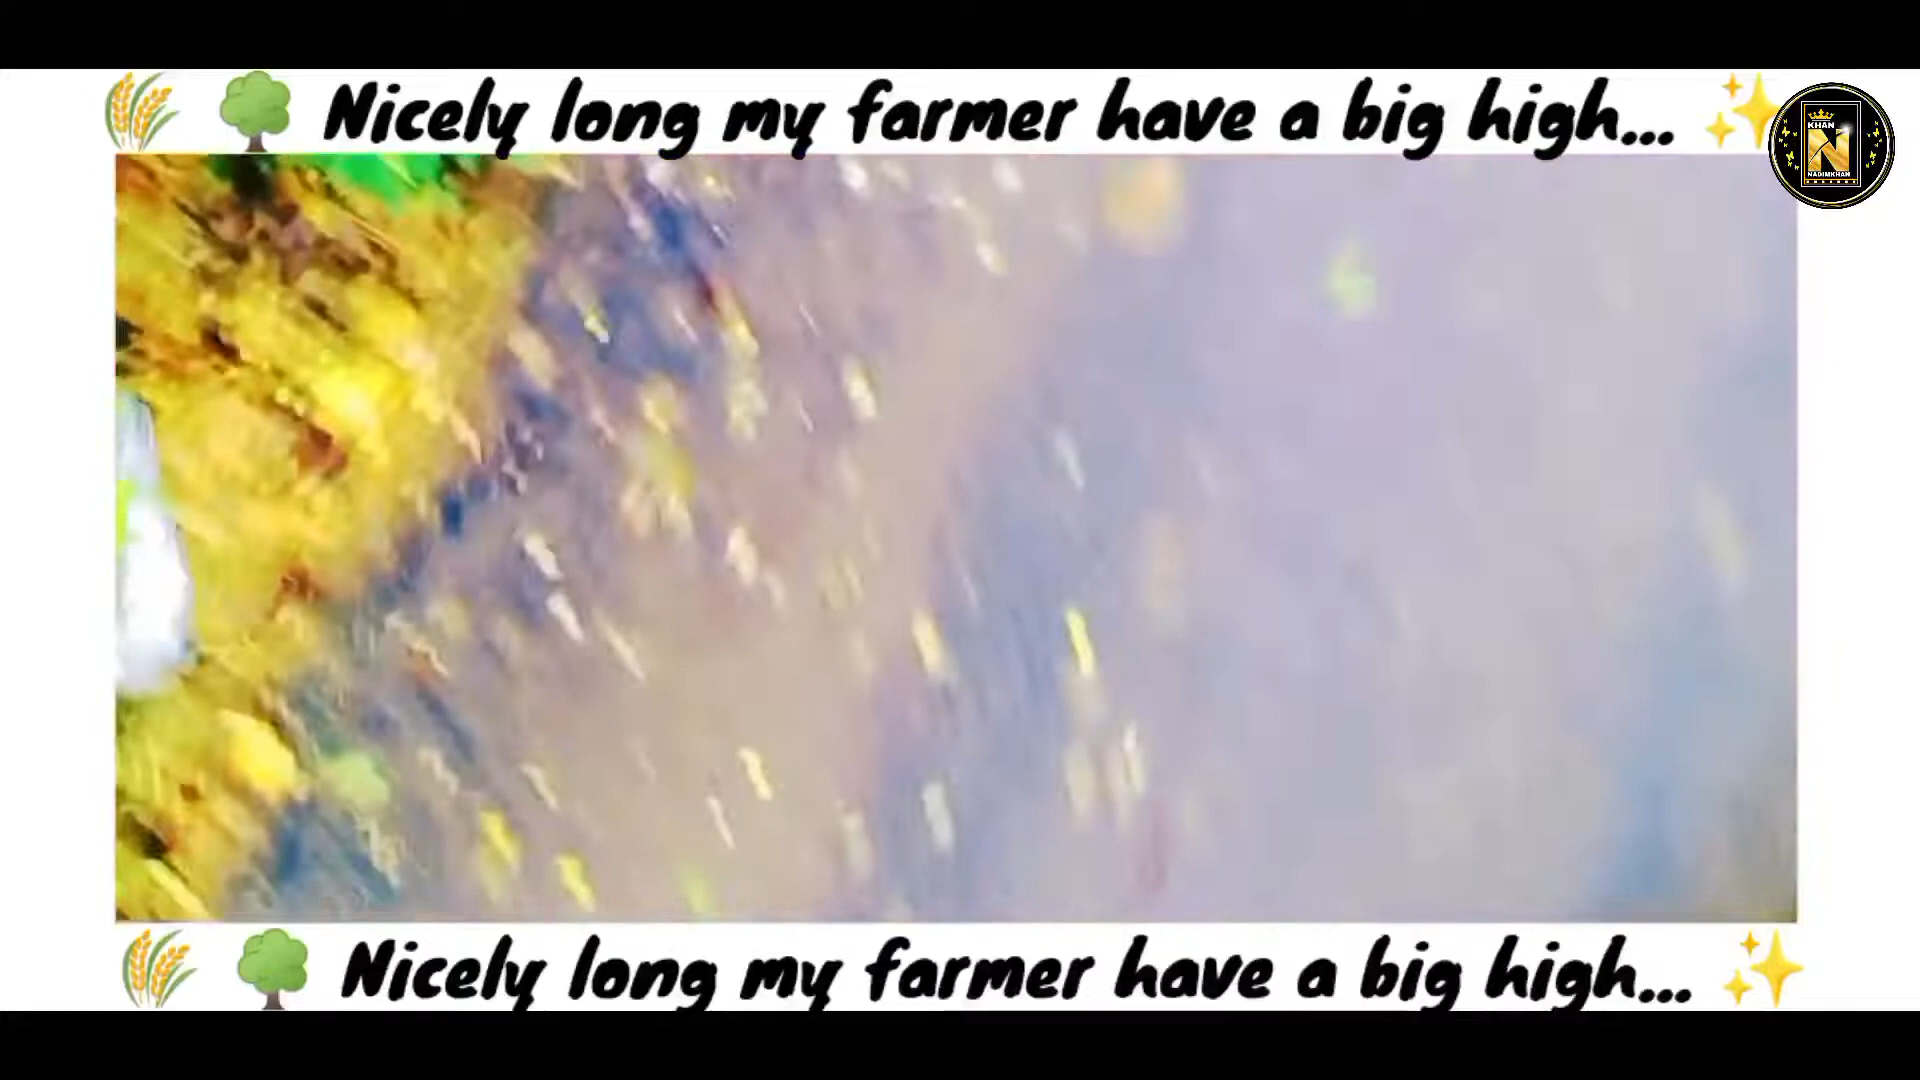 🌾 🌳 Nicely long my farmer have a big high... ✨
KHAN
N
NADIMKHAN
🌾 🌳 Nicely long my farmer have a big high... ✨